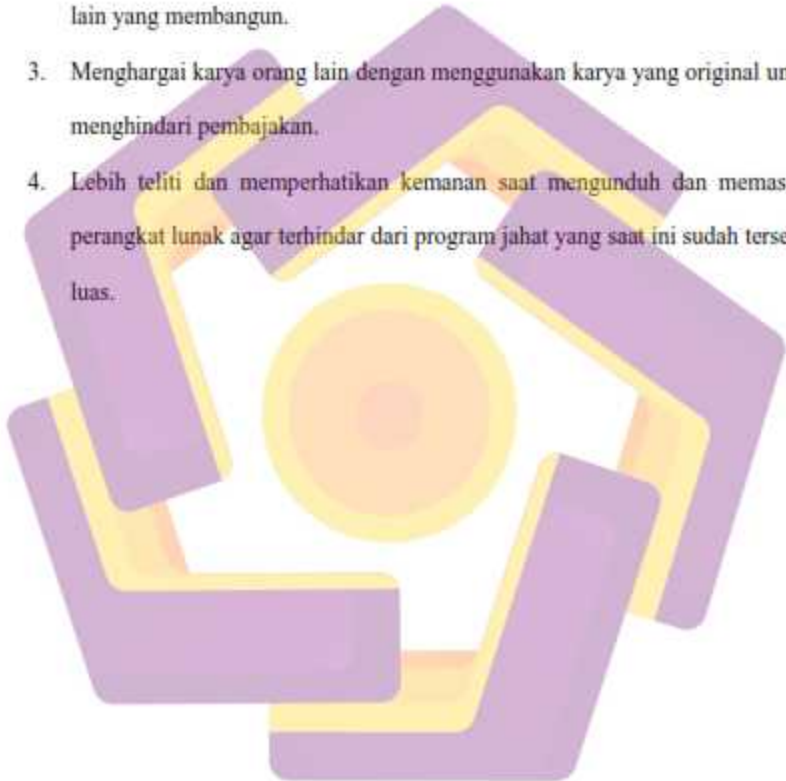 lain yang membangun.
3. Menghargai karya orang lain dengan menggunakan karya yang original
menghindari pembajakan.
4. Lebih teliti dan memperhatikan kemanan saat mengunduh dan
perangkat lunak agar terhindar dari program jahat yang saat ini sudah
luas.